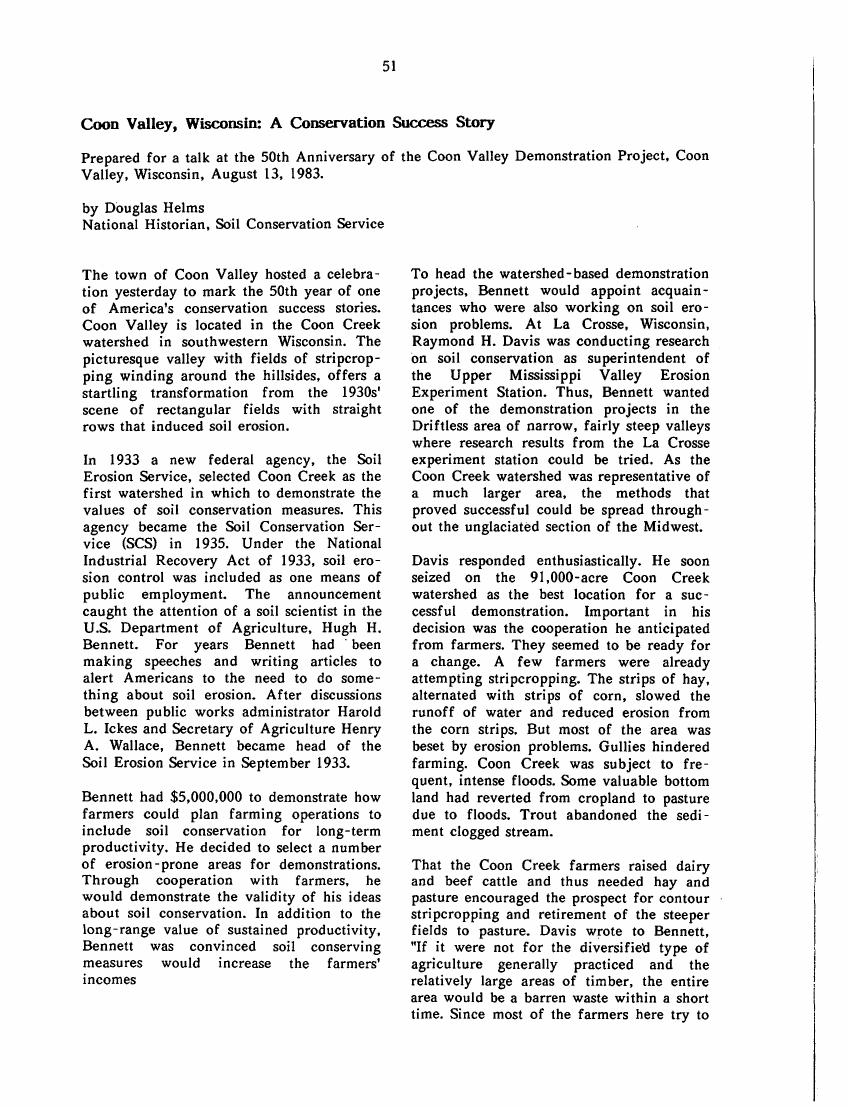 51
Coon Valley, Wisconsin: A Conservation Success Story
Prepared for a talk at the 50th Anniversary of the Coon Valley Demonstration Project, Coon
Valley, Wisconsin, August 13, 1983.
by Douglas Helms
National Historian, Soil Conservation Service
The town of Coon Valley hosted a celebra-
tion yesterday to mark the 50th year of one
of America's conservation success stories.
Coon Valley is located in the Coon Creek
watershed in southwestern Wisconsin. The
picturesque valley with fields of stripcrop-
ping winding around the hillsides, offers a
startling transformation from the 1930s'
scene of rectangular fields with straight
rows that induced soil erosion.
In 1933 a new federal agency, the Soil
Erosion Service, selected Coon Creek as the
first watershed in which to demonstrate the
values of soil conservation measures. This
agency became the Soil Conservation Ser-
vice (SCS) in 1935. Under the National
Industrial Recovery Act of 1933, soil ero-
sion control was included as one means of
public employment. The announcement
caught the attention of a soil scientist in the
U.S. Department of Agriculture, Hugh H.
Bennett. For years Bennett had been
making speeches and writing articles to
alert Americans to the need to do some-
thing about soil erosion. After discussions
between public works administrator Harold
L. Ickes and Secretary of Agriculture Henry
A. Wallace, Bennett became head of the
Soil Erosion Service in September 1933.
Bennett had $5,000,000 to demonstrate how
farmers could plan farming operations to
include soil conservation for long-term
productivity. He decided to select a number
of erosion-prone areas for demonstrations.
Through cooperation with farmers, he
would demonstrate the validity of his ideas
about soil conservation. In addition to the
long-range value of sustained productivity,
Bennett was convinced soil conserving
measures would increase the farmers'
incomes
To head the watershed-based demonstration
projects, Bennett would appoint acquain-
tances who were also working on soil ero-
sion problems. At La Crosse, Wisconsin,
Raymond H. Davis was conducting research
on soil conservation as superintendent of
the Upper Mississippi Valley Erosion
Experiment Station. Thus, Bennett wanted
one of the demonstration projects in the
Driftless area of narrow, fairly steep valleys
where research results from the La Crosse
experiment station could be tried. As the
Coon Creek watershed was representative of
a much larger area, the methods that
proved successful could be spread through-
out the unglaciated section of the Midwest.
Davis responded enthusiastically. He soon
seized on the 91,000-acre Coon Creek
watershed as the best location for a suc-
cessful demonstration. Important in his
decision was the cooperation he anticipated
from farmers. They seemed to be ready for
a change. A few farmers were already
attempting stripcropping. The strips of hay,
alternated with strips of corn, slowed the
runoff of water and reduced erosion from
the corn strips. But most of the area was
beset by erosion problems. Gullies hindered
farming. Coon Creek was subject to fre-
quent, intense floods. Some valuable bottom
land had reverted from cropland to pasture
due to floods. Trout abandoned the sedi-
ment clogged stream.
That the Coon Creek farmers raised dairy
and beef cattle and thus needed hay and
pasture encouraged the prospect for contour
stripcropping and retirement of the steeper
fields to pasture. Davis wrote to Bennett,
"If it were not for the diversified type of
agriculture generally practiced and the
relatively large areas of timber, the entire
area would be a barren waste within a short
time. Since most of the farmers here try to